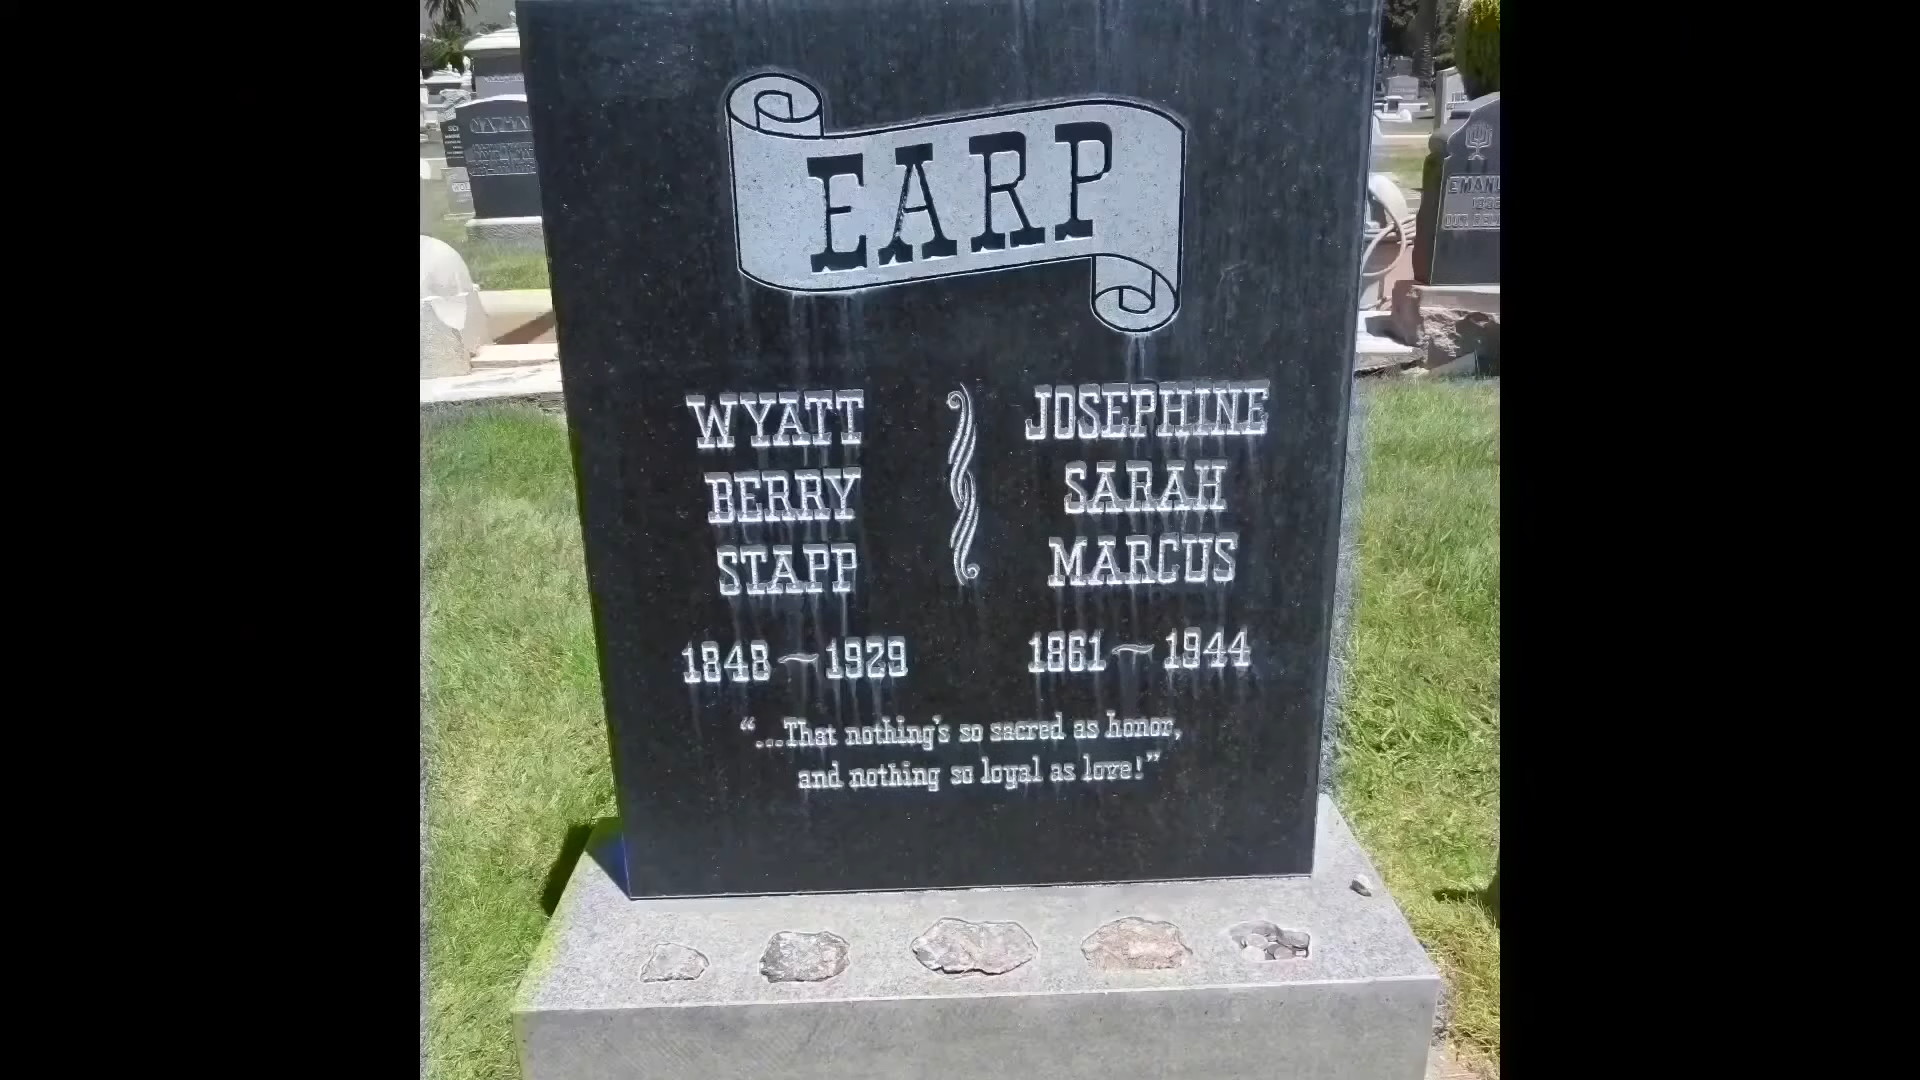 EARP
WYATT
BERRY
STAPP
JOSEPHINE
SARAH
MARCUS
1848 ~ 1929
1861 ~ 1944
“...That nothing's so sacred as honor,
and nothing so loyal as love!”